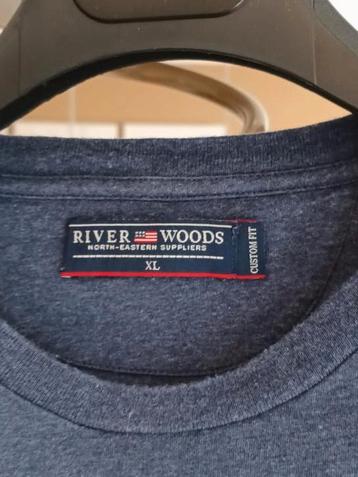 RIVER WOODS
NORTH-EASTERN SUPPLIERS
XL
CUSTOM FIT